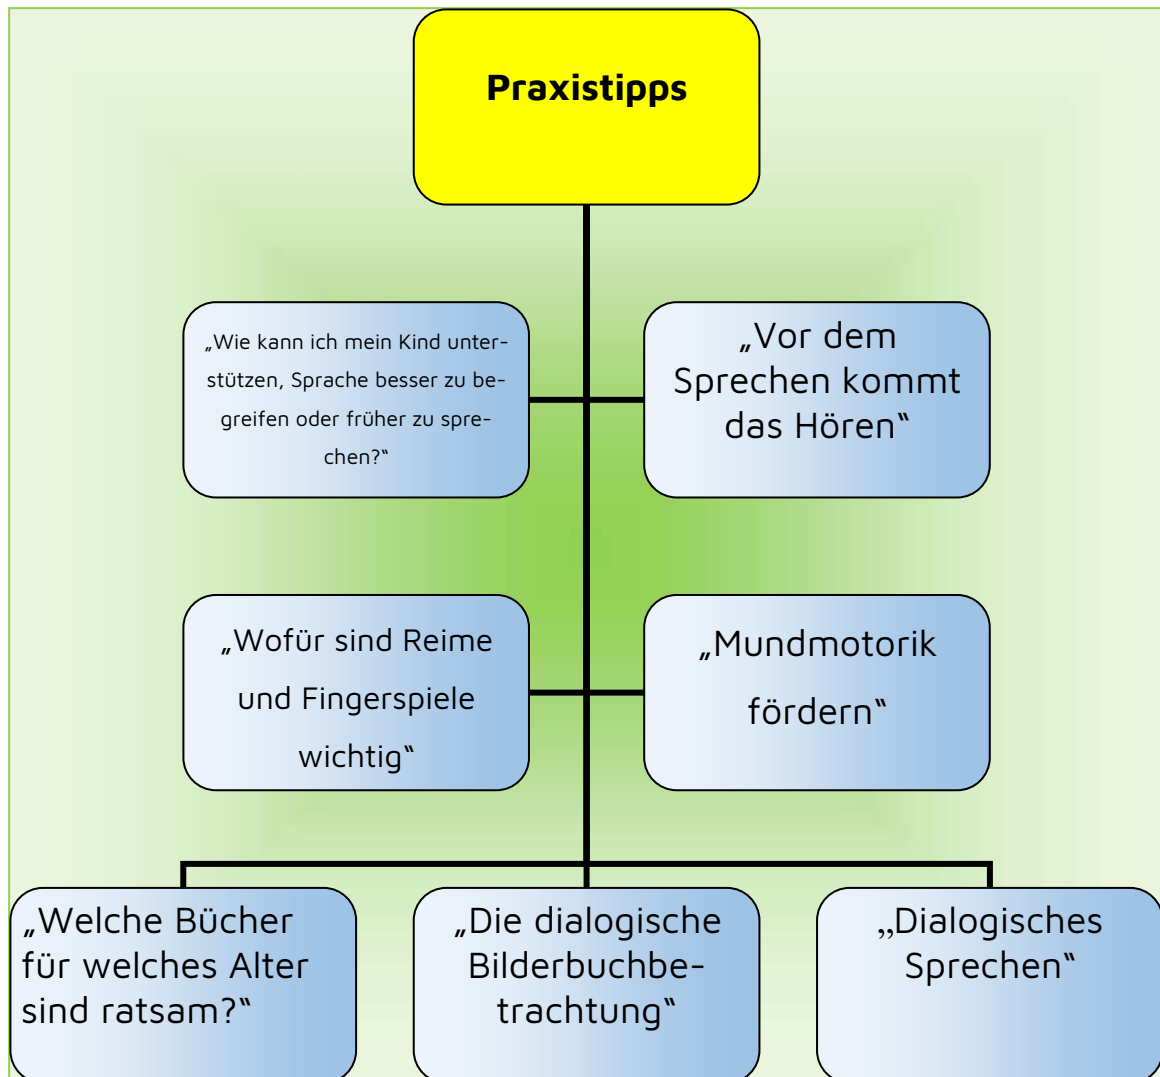 Praxistipps
„Wie kann ich mein Kind unter-
stützen, Sprache besser zu be-
greifen oder früher zu spre-
chen?“
„Vor dem
Sprechen kommt
das Hören“
„Wofür sind Reime
und Fingerspiele
wichtig“
„Mundmotorik
fördern“
„Welche Bücher
für welches Alter
sind ratsam?“
„Die dialogische
Bilderbuchbe-
trachtung“
„Dialogisches
Sprechen“